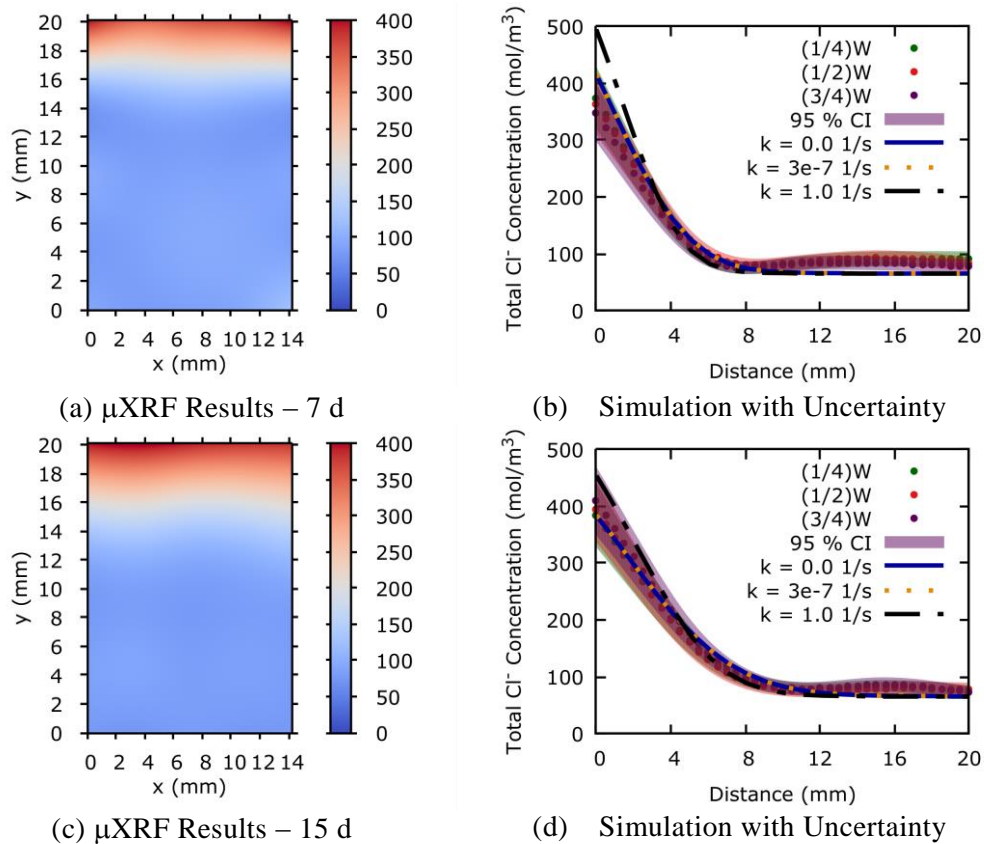 20
18
16
14
12
10
8
6
4
2
0
y (mm)
0 2 4 6 8 10 12 14
x (mm)
400
350
300
250
200
150
100
50
0
(a) μXRF Results – 7 d
500
400
300
200
100
0
Total Cl⁻ Concentration (mol/m³)
0 4 8 12 16 20
Distance (mm)
(1/4)W
(1/2)W
(3/4)W
95 % CI
k = 0.0 1/s
k = 3e-7 1/s
k = 1.0 1/s
(b) Simulation with Uncertainty
20
18
16
14
12
10
8
6
4
2
0
y (mm)
0 2 4 6 8 10 12 14
x (mm)
400
350
300
250
200
150
100
50
0
(c) μXRF Results – 15 d
500
400
300
200
100
0
Total Cl⁻ Concentration (mol/m³)
0 4 8 12 16 20
Distance (mm)
(1/4)W
(1/2)W
(3/4)W
95 % CI
k = 0.0 1/s
k = 3e-7 1/s
k = 1.0 1/s
(d) Simulation with Uncertainty